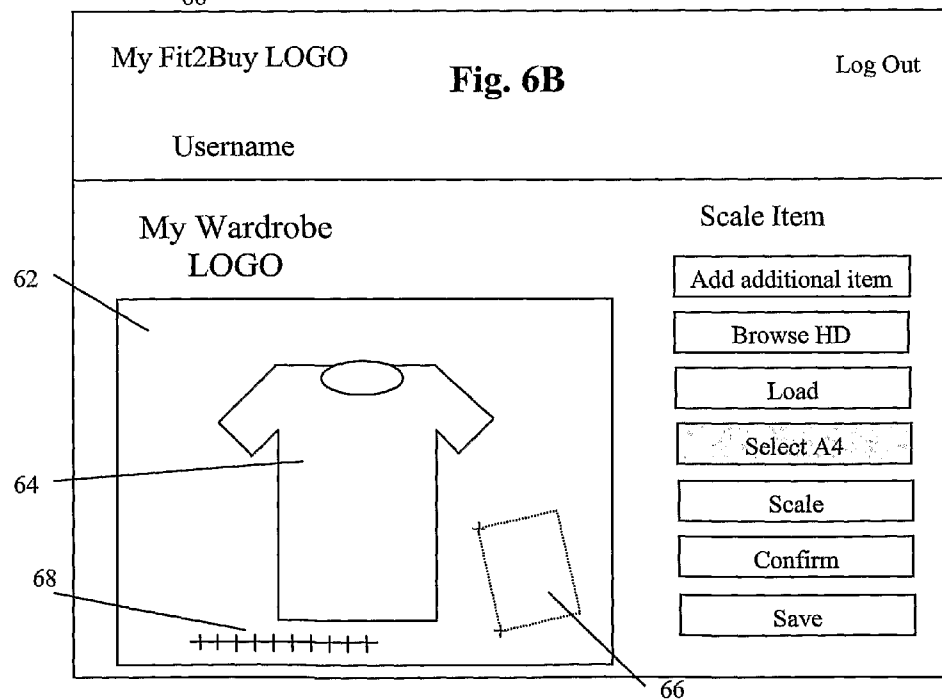 My Fit2Buy LOGO
Fig. 6B
Log Out
Username
My Wardrobe
LOGO
Scale Item
Add additional item
Browse HD
Load
Select A4
Scale
Confirm
Save
62
64
68
66